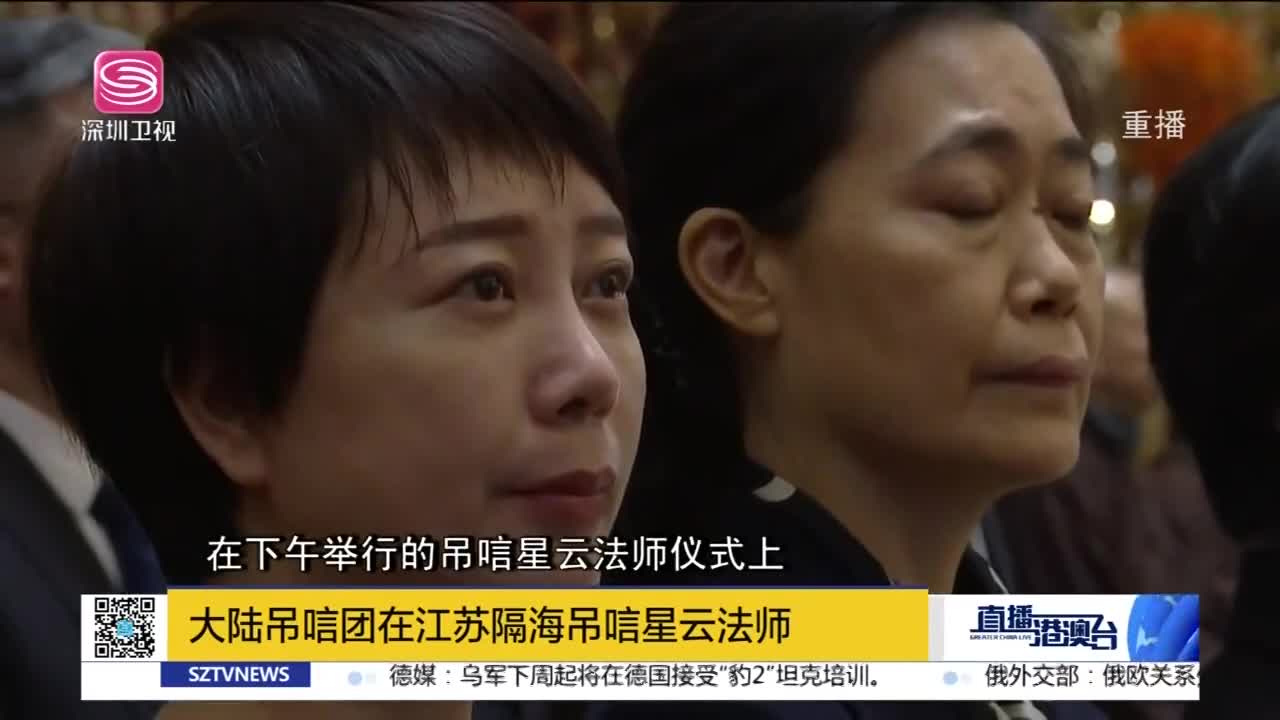 深圳卫视
重播
在下午举行的吊唁星云法师仪式上
大陆吊唁团在江苏隔海吊唁星云法师
直播港澳台
GREATER CHINA LIVE
SZTVNEWS
德媒：乌军下周起将在德国接受“豹2”坦克培训。
俄外交部：俄欧关系